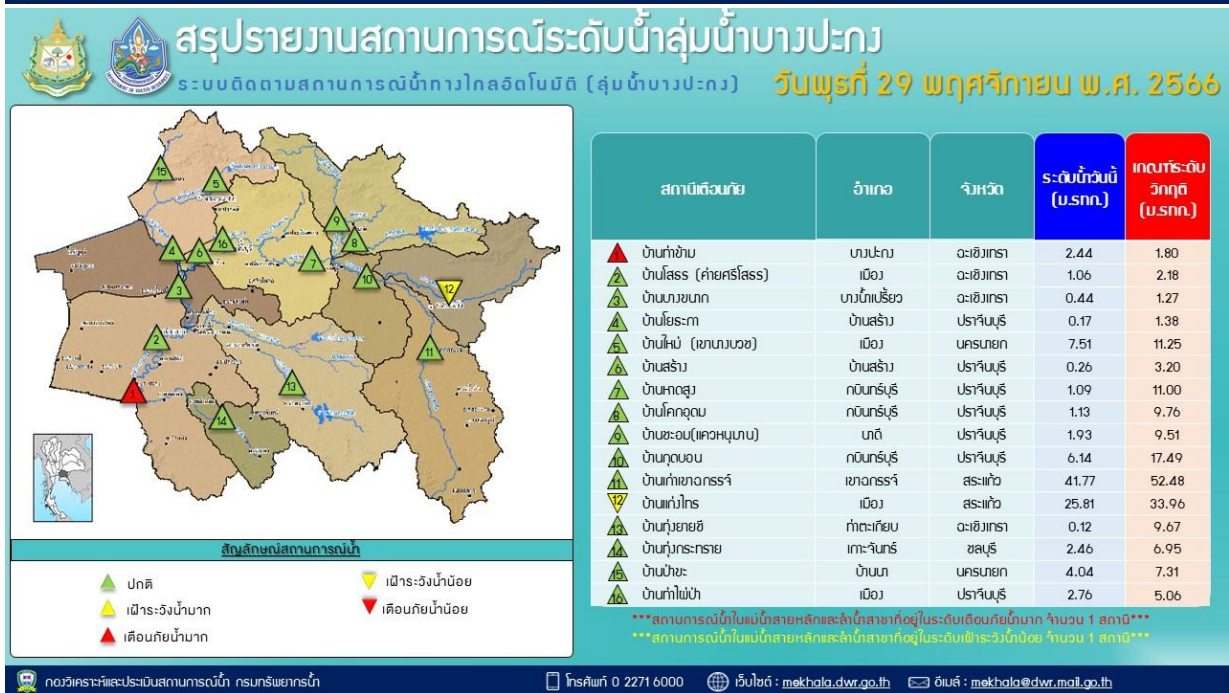 สรุปรายงานสถานการณ์ระดับน้ำลุ่มน้ำบางปะกง
ระบบติดตามสถานการณ์น้ำทางไกลอัตโนมัติ (ลุ่มน้ำบางปะกง)
วันพุธที่ 29 พฤศจิกายน พ.ศ. 2566
15
5
9
8
4
6
16
7
10
12
3
2
11
1
13
14
สัญลักษณ์สถานการณ์น้ำ
ปกติ
เฝ้าระวังน้ำน้อย
เฝ้าระวังน้ำมาก
เตือนภัยน้ำน้อย
เตือนภัยน้ำมาก
สถานีเตือนภัย อำเภอ จังหวัด ระดับน้ำวันนี้ (ม.รทก.) เกณฑ์ระดับวิกฤติ (ม.รทก.)
1 บ้านท่าข้าม บางปะกง ฉะเชิงเทรา 2.44 1.80
2 บ้านโสธร (ค่ายศรีโสธร) เมือง ฉะเชิงเทรา 1.06 2.18
3 บ้านบางขนาก บางน้ำเปรี้ยว ฉะเชิงเทรา 0.44 1.27
4 บ้านโยธะกา บ้านสร้าง ปราจีนบุรี 0.17 1.38
5 บ้านใหม่ (เขานางบวช) เมือง นครนายก 7.51 11.25
6 บ้านสร้าง บ้านสร้าง ปราจีนบุรี 0.26 3.20
7 บ้านหาดสูง กบินทร์บุรี ปราจีนบุรี 1.09 11.00
8 บ้านโคกอุดม กบินทร์บุรี ปราจีนบุรี 1.13 9.76
9 บ้านซะอม(แควหนุมาน) นาดี ปราจีนบุรี 1.93 9.51
10 บ้านกุดบอน กบินทร์บุรี ปราจีนบุรี 6.14 17.49
11 บ้านเก่าเขาฉกรรจ์ เขาฉกรรจ์ สระแก้ว 41.77 52.48
12 บ้านแก่งไทร เมือง สระแก้ว 25.81 33.96
13 บ้านทุ่งยายชี ท่าตะเกียบ ฉะเชิงเทรา 0.12 9.67
14 บ้านทุ่งกระทราย เกาะจันทร์ ชลบุรี 2.46 6.95
15 บ้านป่าขะ บ้านนา นครนายก 4.04 7.31
16 บ้านท่าไผ่ป่า เมือง ปราจีนบุรี 2.76 5.06
***สถานการณ์น้ำในแม่น้ำสายหลักและลำน้ำสาขาที่อยู่ในระดับเตือนภัยน้ำมาก จำนวน 1 สถานี***
***สถานการณ์น้ำในแม่น้ำสายหลักและลำน้ำสาขาที่อยู่ในระดับเฝ้าระวังน้ำน้อย จำนวน 1 สถานี***
กองวิเคราะห์และประเมินสถานการณ์น้ำ กรมทรัพยากรน้ำ โทรศัพท์ 0 2271 6000 เว็บไซต์ : mekhala.dwr.go.th อีเมล์ : mekhala@dwr.mail.go.th